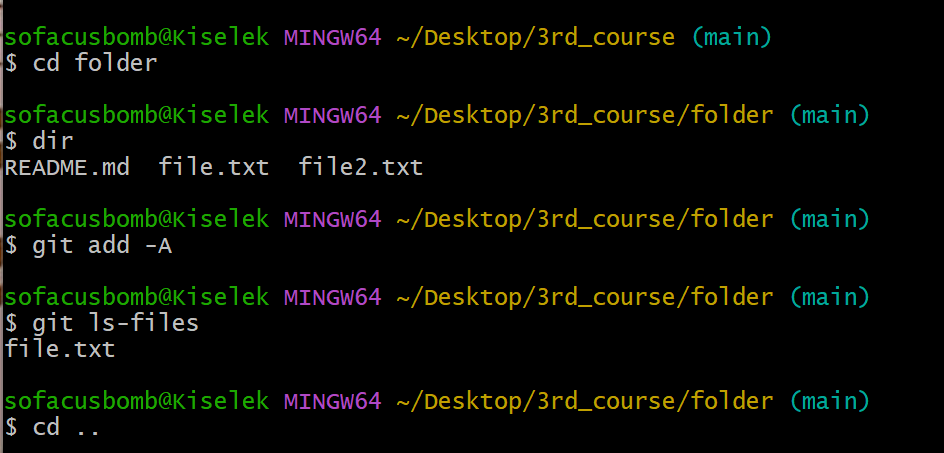 sofacusbomb@Kiselek MINGW64 ~/Desktop/3rd_course (main)
$ cd folder
sofacusbomb@Kiselek MINGW64 ~/Desktop/3rd_course/folder (main)
$ dir
README.md  file.txt  file2.txt
sofacusbomb@Kiselek MINGW64 ~/Desktop/3rd_course/folder (main)
$ git add -A
sofacusbomb@Kiselek MINGW64 ~/Desktop/3rd_course/folder (main)
$ git ls-files
file.txt
sofacusbomb@Kiselek MINGW64 ~/Desktop/3rd_course/folder (main)
$ cd ..